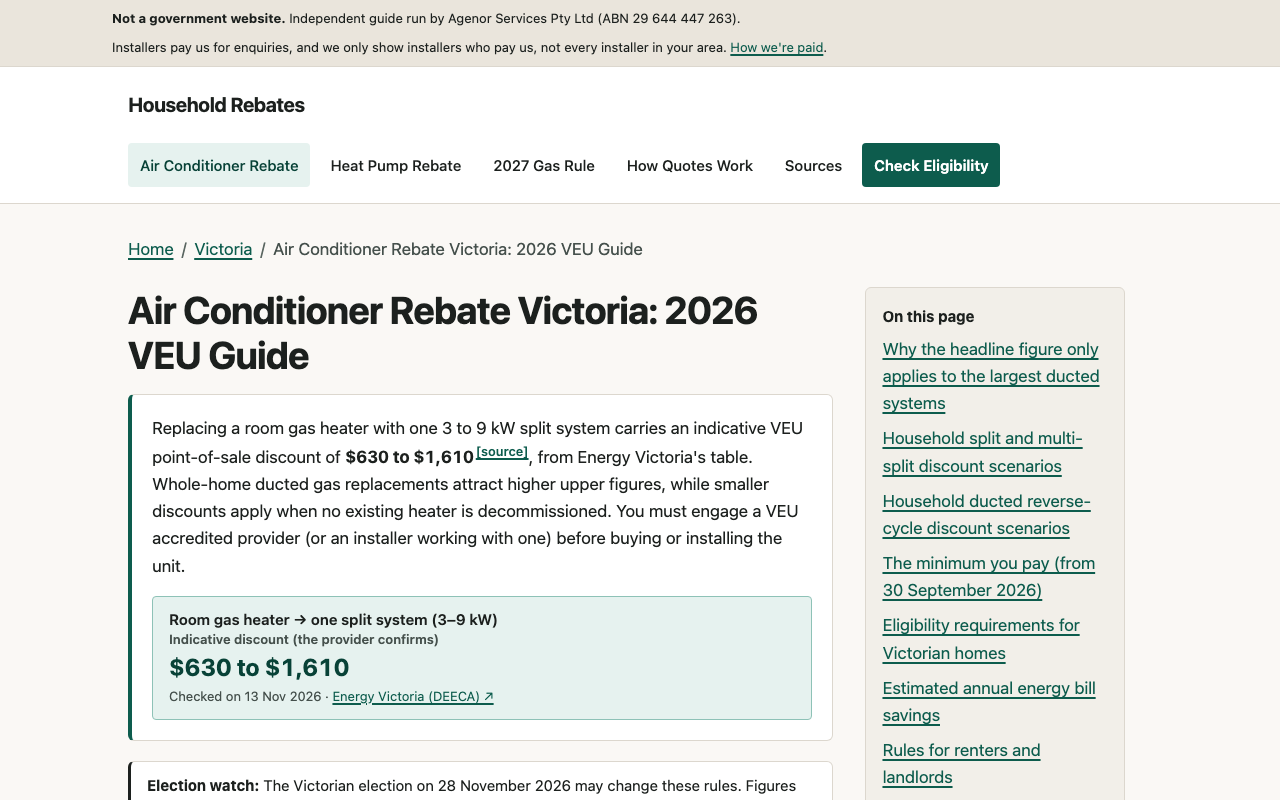 Not a government website. Independent guide run by Agenor Services Pty Ltd (ABN 29 644 447 263).
Installers pay us for enquiries, and we only show installers who pay us, not every installer in your area. How we're paid.
Household Rebates
Air Conditioner Rebate
Heat Pump Rebate
2027 Gas Rule
How Quotes Work
Sources
Check Eligibility
Home / Victoria / Air Conditioner Rebate Victoria: 2026 VEU Guide
Air Conditioner Rebate Victoria: 2026
VEU Guide
Replacing a room gas heater with one 3 to 9 kW split system carries an indicative VEU
point-of-sale discount of $630 to $1,610[source], from Energy Victoria's table.
Whole-home ducted gas replacements attract higher upper figures, while smaller
discounts apply when no existing heater is decommissioned. You must engage a VEU
accredited provider (or an installer working with one) before buying or installing the
unit.
Room gas heater → one split system (3–9 kW)
Indicative discount (the provider confirms)
$630 to $1,610
Checked on 13 Nov 2026 · Energy Victoria (DEECA) ↗
Election watch: The Victorian election on 28 November 2026 may change these rules. Figures
On this page
Why the headline figure only
applies to the largest ducted
systems
Household split and multi-
split discount scenarios
Household ducted reverse-
cycle discount scenarios
The minimum you pay (from
30 September 2026)
Eligibility requirements for
Victorian homes
Estimated annual energy bill
savings
Rules for renters and
landlords